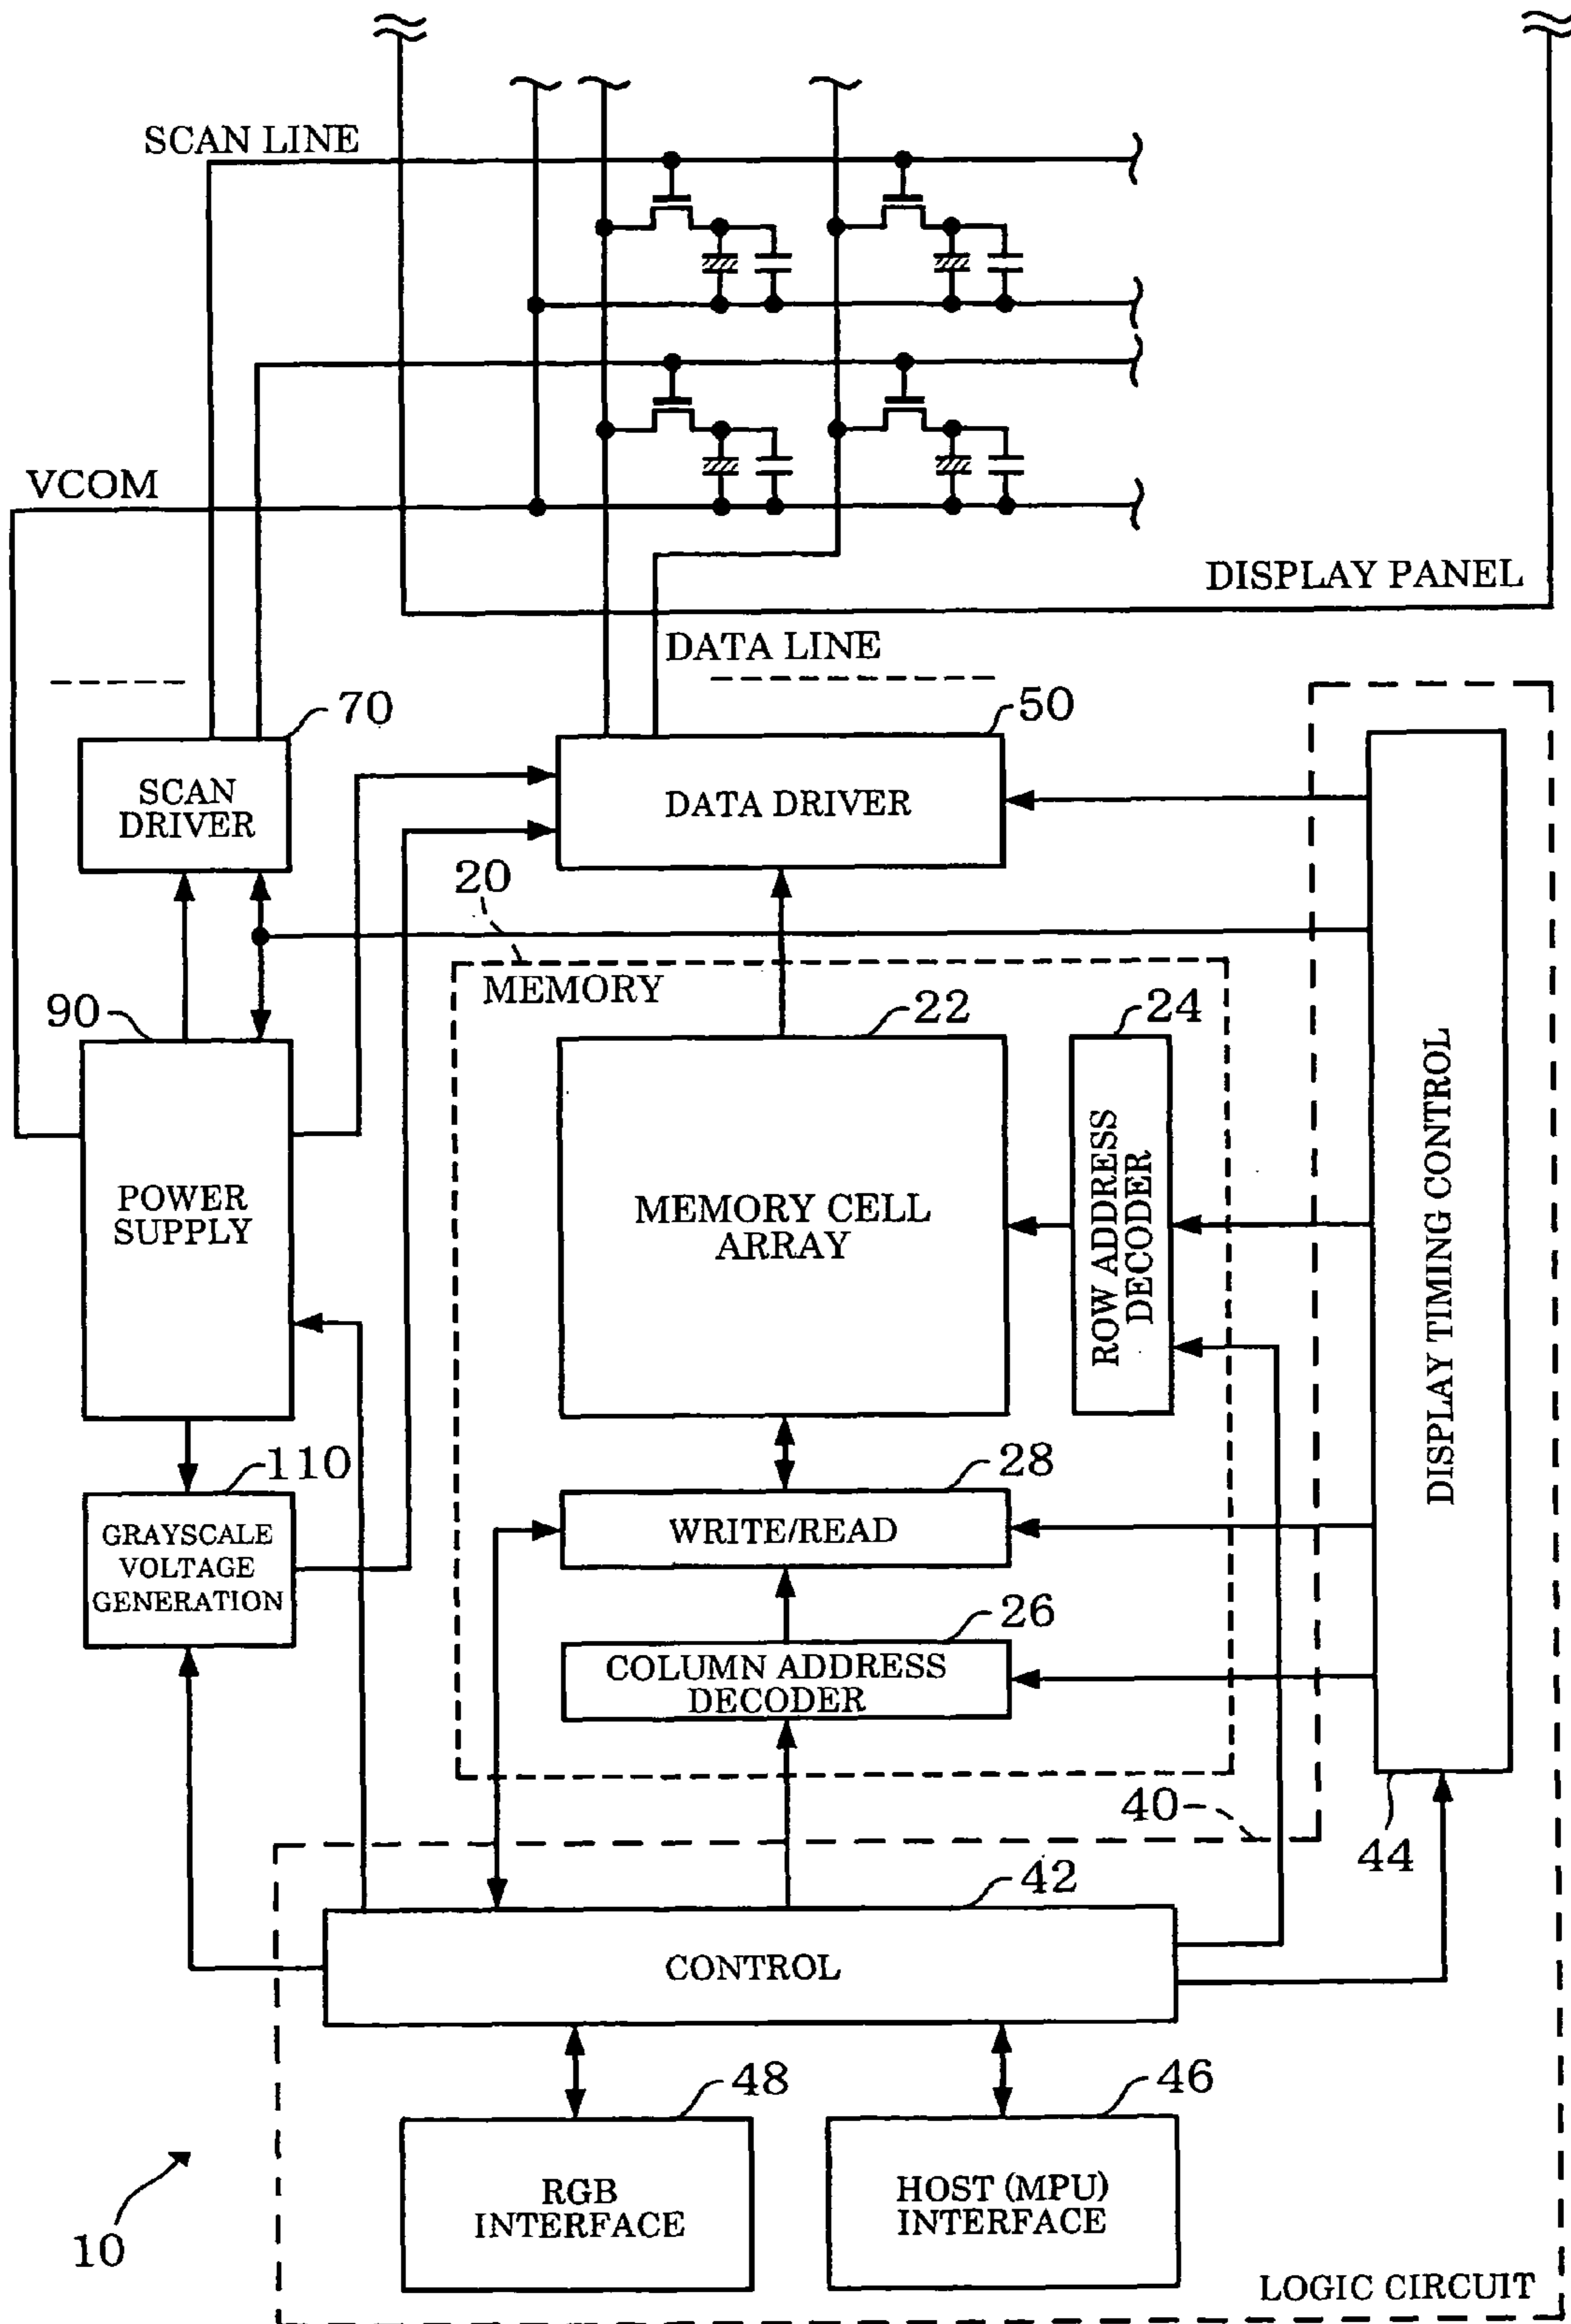 SCAN LINE
VCOM
DISPLAY PANEL
DATA LINE
70
50
SCAN
DRIVER
DATA DRIVER
20
MEMORY
90
22
24
POWER
SUPPLY
MEMORY CELL
ARRAY
ROW ADDRESS
DECODER
DISPLAY TIMING CONTROL
110
28
GRAYSCALE
VOLTAGE
GENERATION
WRITE/READ
26
COLUMN ADDRESS
DECODER
40
44
42
CONTROL
48
46
RGB
INTERFACE
HOST (MPU)
INTERFACE
10
LOGIC CIRCUIT